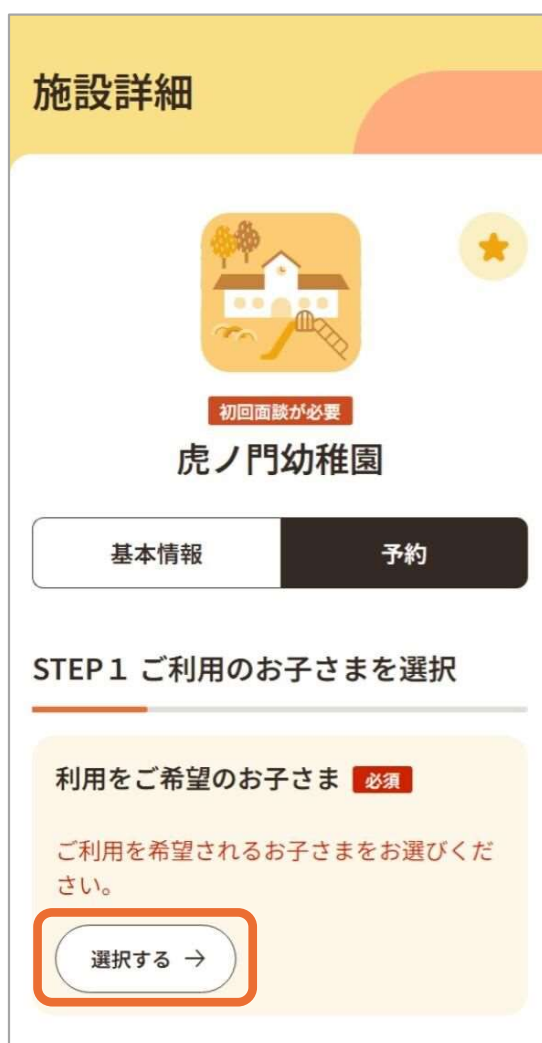 施設詳細
初回面談が必要
虎ノ門幼稚園
基本情報
予約
STEP１ ご利用のお子さまを選択
利用をご希望のお子さま 必須
ご利用を希望されるお子さまをお選びくだ
さい。
選択する →